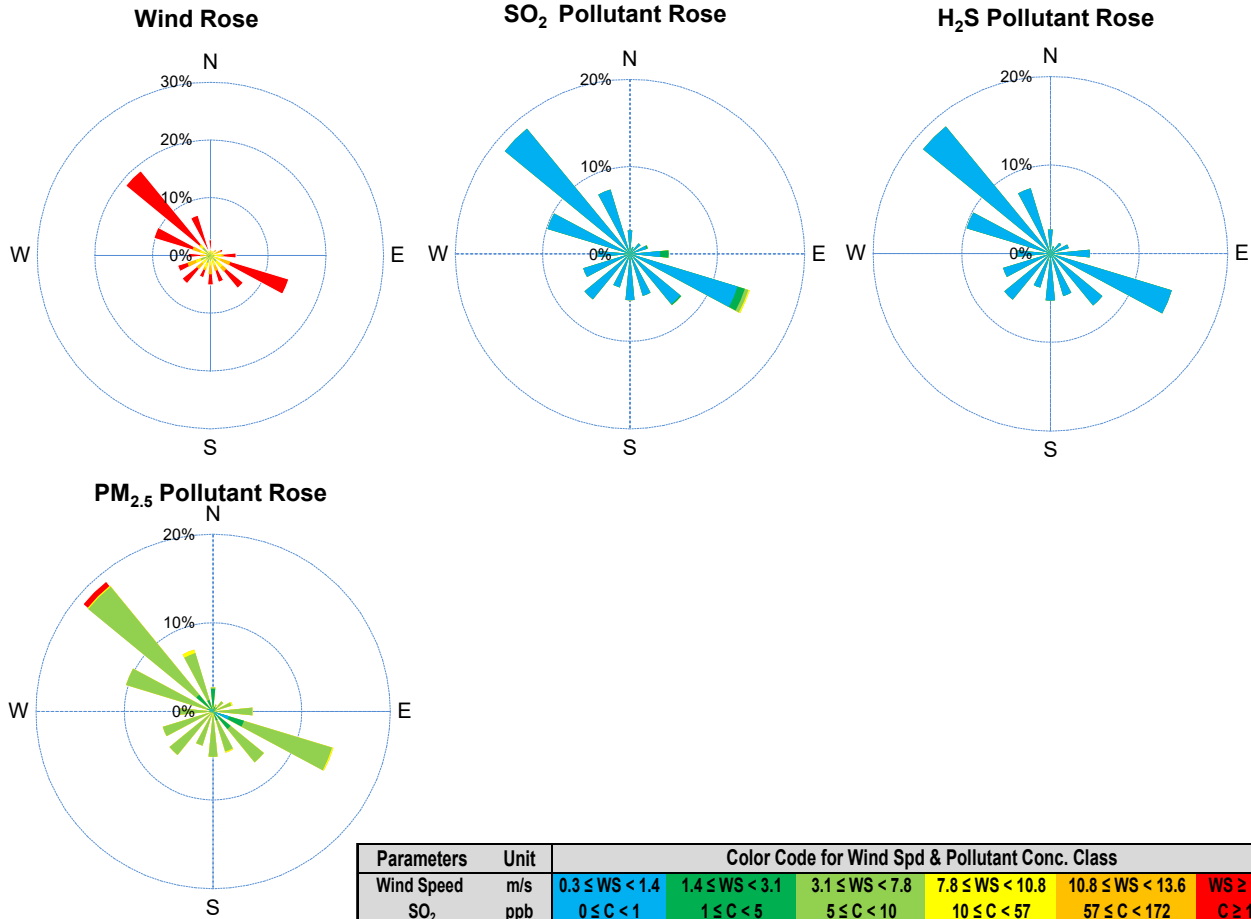 Wind Rose
N
30%
20%
10%
0%
W
E
S
SO₂ Pollutant Rose
N
20%
10%
0%
W
E
S
H₂S Pollutant Rose
N
20%
10%
0%
W
E
S
PM₂.₅ Pollutant Rose
N
20%
10%
0%
W
E
S
Parameters Unit Color Code for Wind Spd & Pollutant Conc. Class
Wind Speed m/s 0.3 ≤ WS < 1.4 1.4 ≤ WS < 3.1 3.1 ≤ WS < 7.8 7.8 ≤ WS < 10.8 10.8 ≤ WS < 13.6 WS ≥
SO₂ ppb 0 ≤ C < 1 1 ≤ C < 5 5 ≤ C < 10 10 ≤ C < 57 57 ≤ C < 172 C ≥